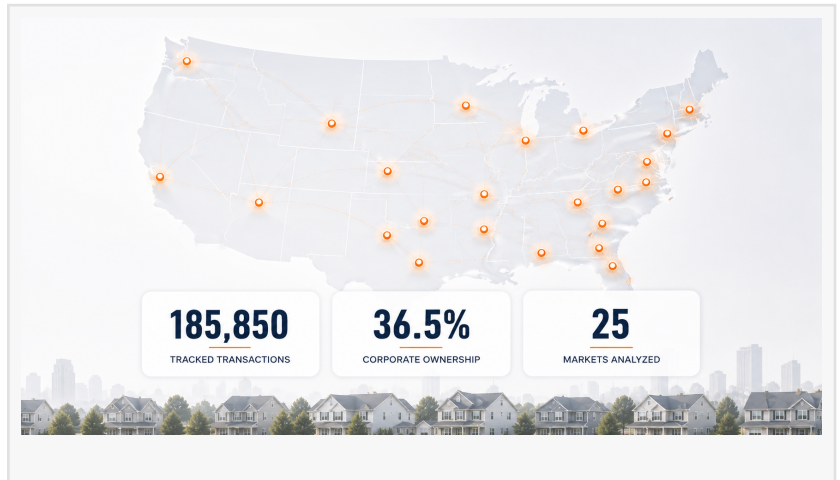 185,850
TRACKED TRANSACTIONS
36.5%
CORPORATE OWNERSHIP
25
MARKETS ANALYZED